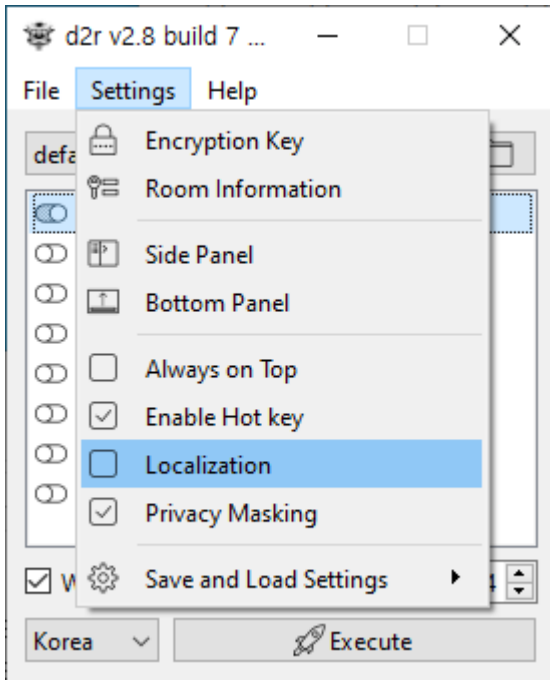 d2r v2.8 build 7 ...
File Settings Help
Encryption Key
Room Information
Side Panel
Bottom Panel
Always on Top
Enable Hot key
Localization
Privacy Masking
Save and Load Settings
Korea Execute